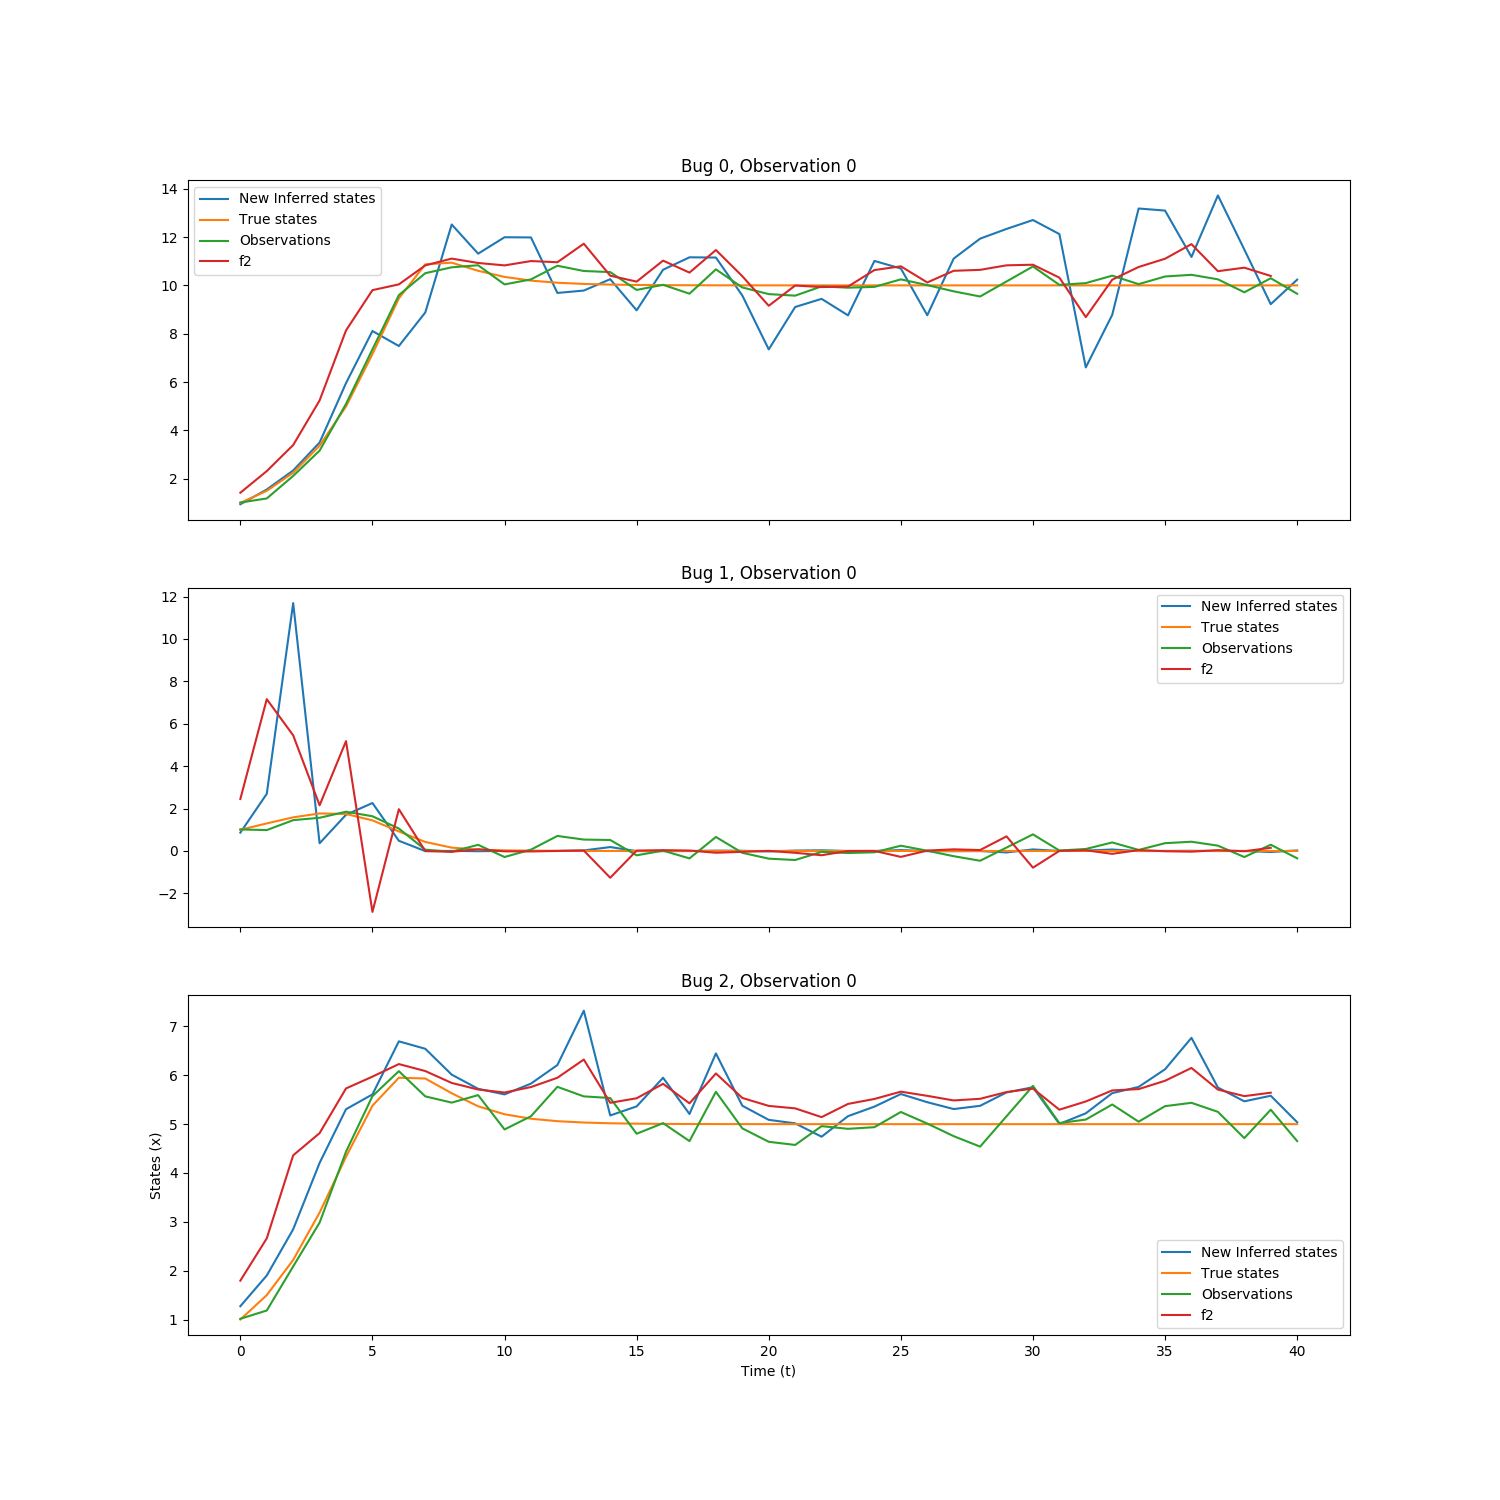 Bug 0, Observation 0
14
12
10
8
6
4
2
New Inferred states
True states
Observations
f2
Bug 1, Observation 0
12
10
8
6
4
2
0
−2
New Inferred states
True states
Observations
f2
Bug 2, Observation 0
States (x)
7
6
5
4
3
2
1
New Inferred states
True states
Observations
f2
0 5 10 15 20 25 30 35 40
Time (t)